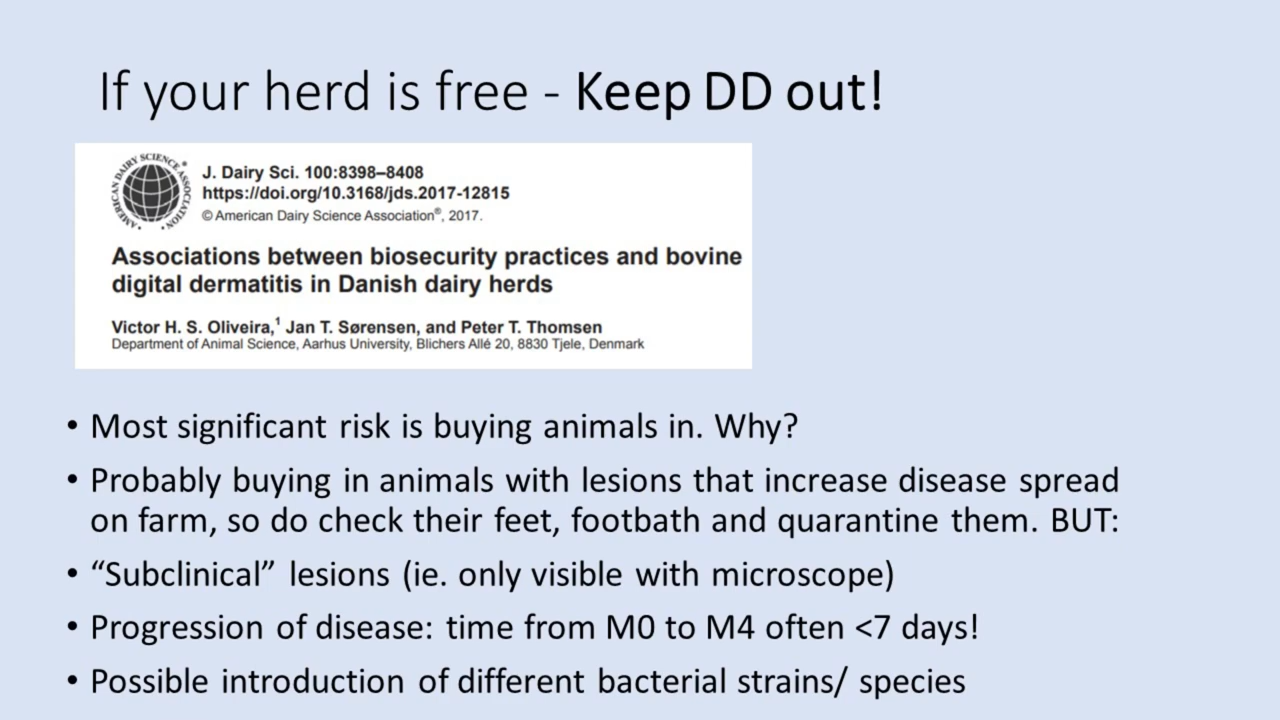 If your herd is free - Keep DD out!
AMERICAN DAIRY SCIENCE ASSOCIATION®
J. Dairy Sci. 100:8398–8408
https://doi.org/10.3168/jds.2017-12815
© American Dairy Science Association®, 2017.
Associations between biosecurity practices and bovine
digital dermatitis in Danish dairy herds
Victor H. S. Oliveira,1 Jan T. Sørensen, and Peter T. Thomsen
Department of Animal Science, Aarhus University, Blichers Allé 20, 8830 Tjele, Denmark
• Most significant risk is buying animals in. Why?
• Probably buying in animals with lesions that increase disease spread
on farm, so do check their feet, footbath and quarantine them. BUT:
• “Subclinical” lesions (ie. only visible with microscope)
• Progression of disease: time from M0 to M4 often <7 days!
• Possible introduction of different bacterial strains/ species